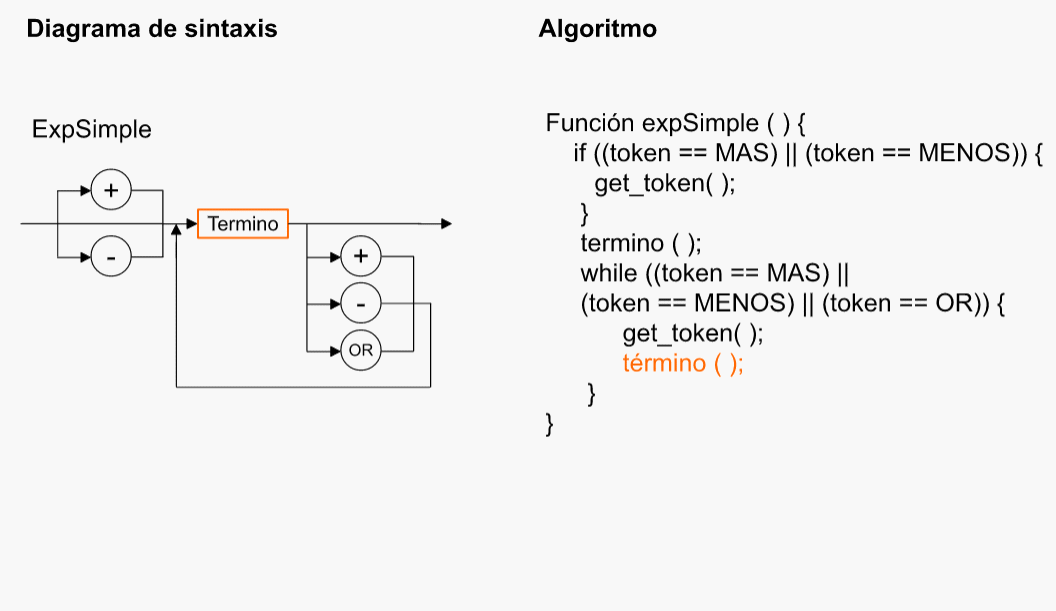 Diagrama de sintaxis
ExpSimple
+
-
Termino
+
-
OR
Algoritmo
Función expSimple ( ) {
if ((token == MAS) || (token == MENOS)) {
get_token( );
}
termino ( );
while ((token == MAS) ||
(token == MENOS) || (token == OR)) {
get_token( );
término ( );
}
}